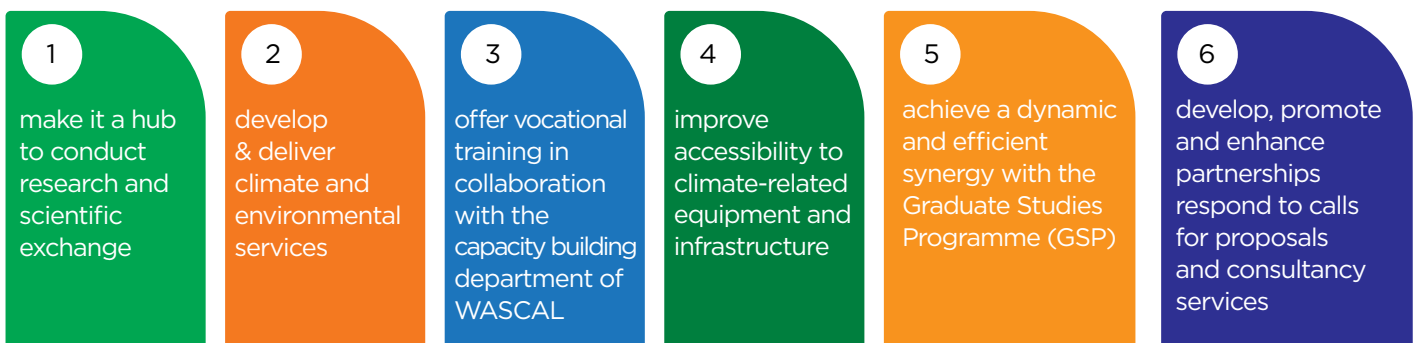 1
make it a hub
to conduct
research and
scientific
exchange
2
develop
& deliver
climate and
environmental
services
3
offer vocational
training in
collaboration
with the
capacity building
department of
WASCAL
4
improve
accessibility to
climate-related
equipment and
infrastructure
5
achieve a dynamic
and efficient
synergy with the
Graduate Studies
Programme (GSP)
6
develop, promote
and enhance
partnerships
respond to calls
for proposals
and consultancy
services